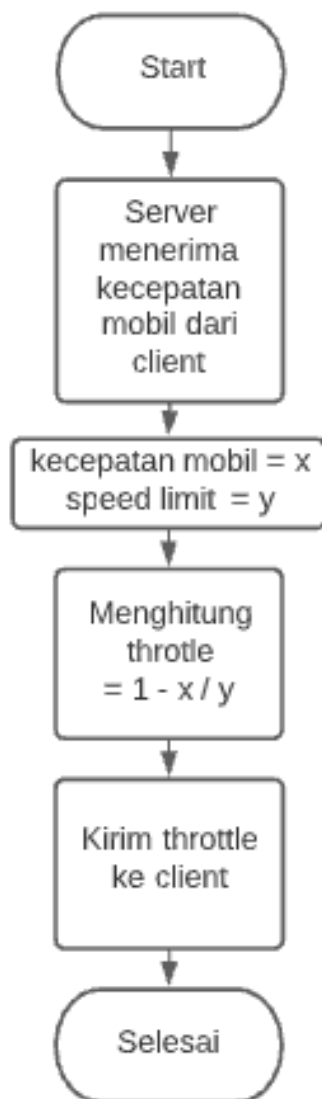 Start
Server
menerima
kecepatan
mobil dari
client
kecepatan mobil = x
speed limit = y
Menghitung
throtle
= 1 - x / y
Kirim throttle
ke client
Selesai